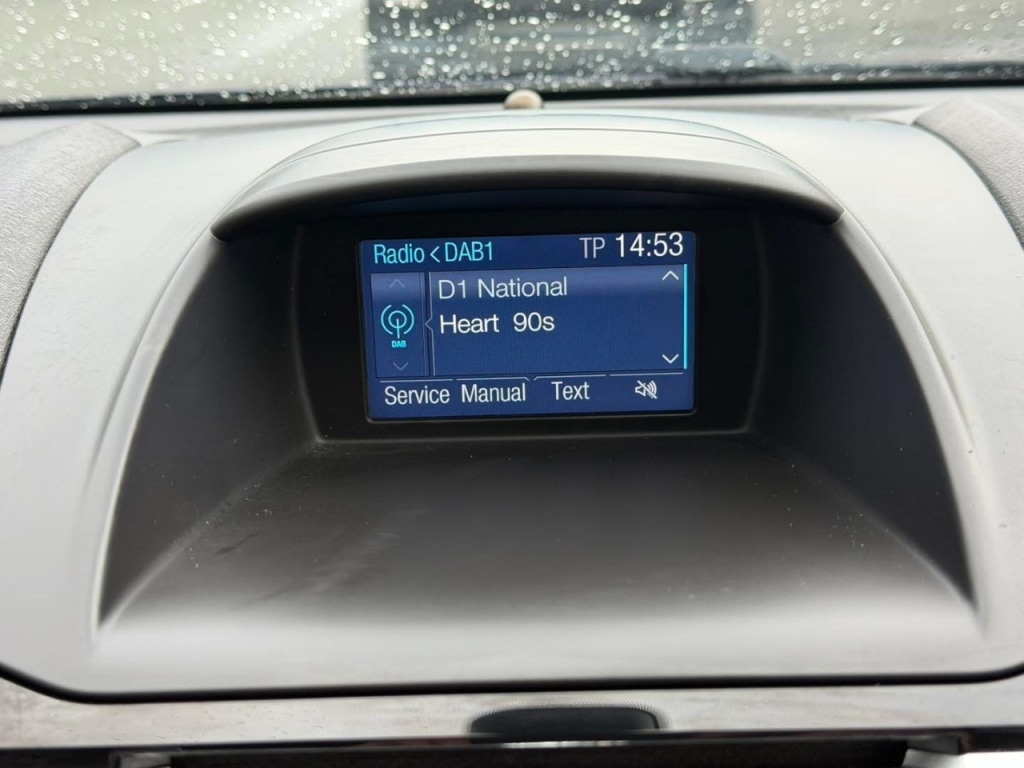 Radio < DAB1 TP 14:53
D1 National
Heart 90s
DAB
Service Manual Text